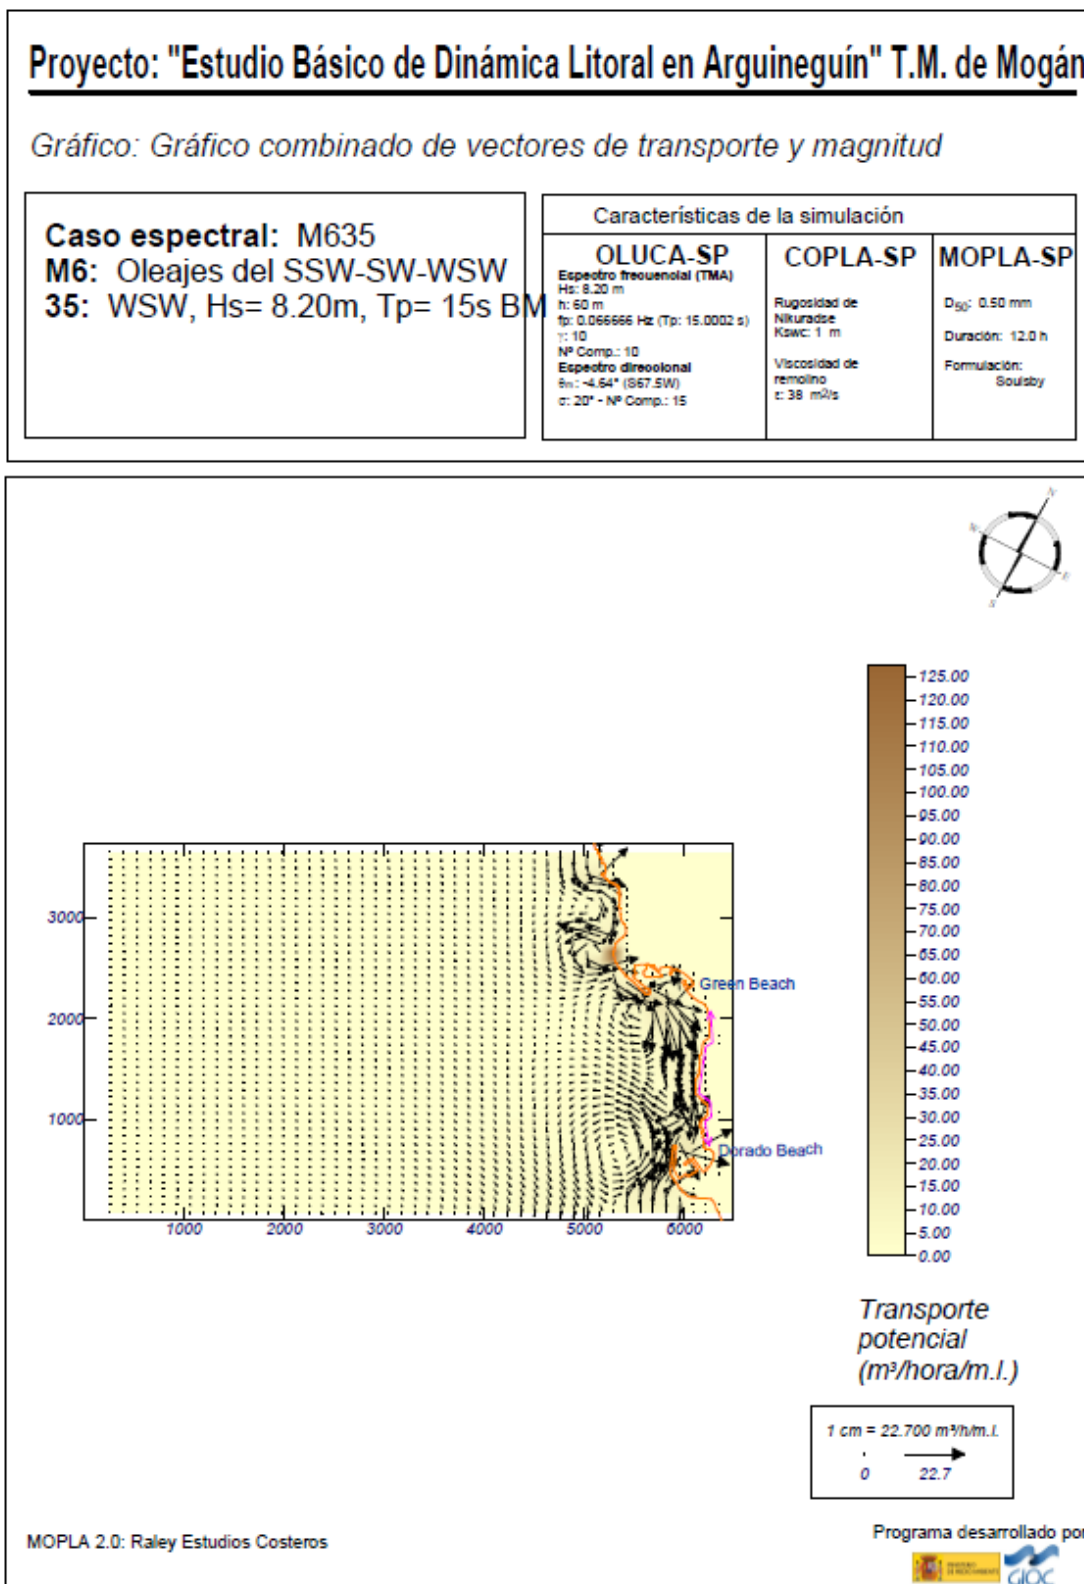 Proyecto: "Estudio Básico de Dinámica Litoral en Arguineguín" T.M. de Mogán
Gráfico: Gráfico combinado de vectores de transporte y magnitud
Caso espectral: M635
M6: Oleajes del SSW-SW-WSW
35: WSW, Hs= 8.20m, Tp= 15s BM
Características de la simulación
OLUCA-SP
Espectro frecuencial (TMA)
Hs: 8.20 m
h: 60 m
fp: 0.066666 Hz (Tp: 15.0002 s)
γ: 10
Nº Comp.: 10
Espectro direccional
θm: -4.64° (S67.5W)
σ: 20° - Nº Comp.: 15
COPLA-SP
Rugosidad de
Nikuradse
Kswc: 1 m
Viscosidad de
remolino
ε: 38 m2/s
MOPLA-SP
D50: 0.50 mm
Duración: 12.0 h
Formulación:
Soulsby
N
W
E
S
125.00
120.00
115.00
110.00
105.00
100.00
95.00
90.00
85.00
80.00
75.00
70.00
65.00
60.00
55.00
50.00
45.00
40.00
35.00
30.00
25.00
20.00
15.00
10.00
5.00
0.00
3000
2000
1000
Green Beach
Dorado Beach
1000 2000 3000 4000 5000 6000
Transporte
potencial
(m³/hora/m.l.)
1 cm = 22.700 m³/h/m.l.
0 22.7
MOPLA 2.0: Raley Estudios Costeros
Programa desarrollado por
GIOC